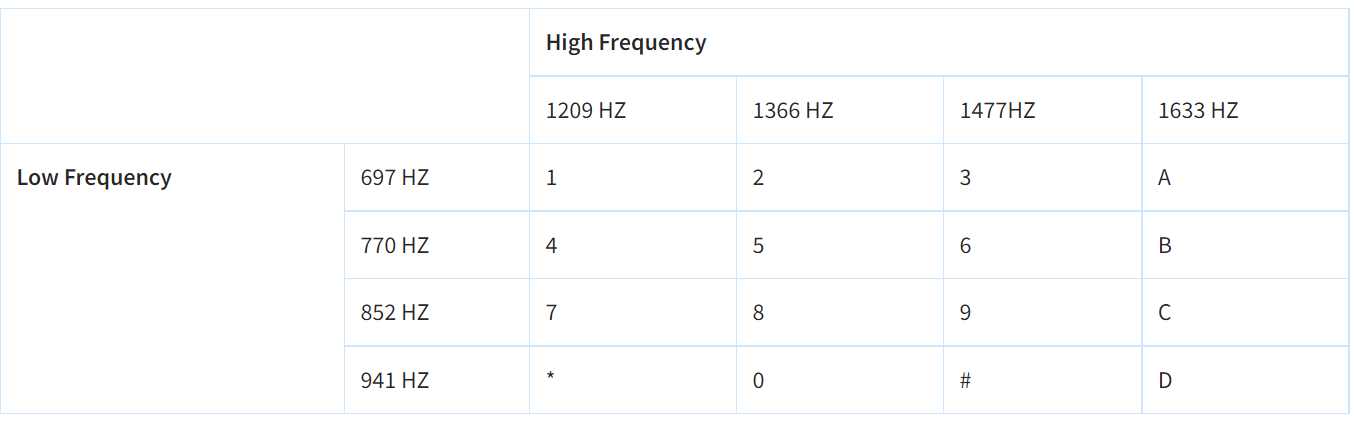 High Frequency
1209 HZ 1366 HZ 1477HZ 1633 HZ
Low Frequency 697 HZ 1 2 3 A
770 HZ 4 5 6 B
852 HZ 7 8 9 C
941 HZ * 0 # D